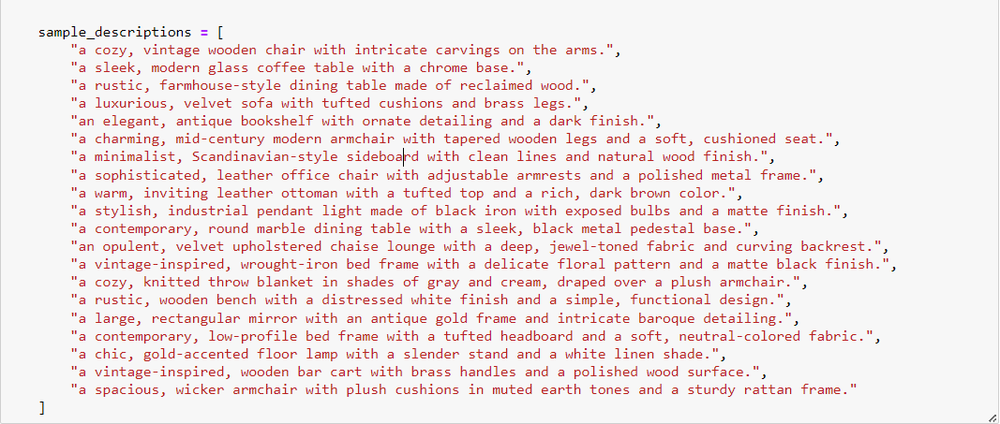 sample_descriptions = [
"a cozy, vintage wooden chair with intricate carvings on the arms.",
"a sleek, modern glass coffee table with a chrome base.",
"a rustic, farmhouse-style dining table made of reclaimed wood.",
"a luxurious, velvet sofa with tufted cushions and brass legs.",
"an elegant, antique bookshelf with ornate detailing and a dark finish.",
"a charming, mid-century modern armchair with tapered wooden legs and a soft, cushioned seat.",
"a minimalist, Scandinavian-style sideboard with clean lines and natural wood finish.",
"a sophisticated, leather office chair with adjustable armrests and a polished metal frame.",
"a warm, inviting leather ottoman with a tufted top and a rich, dark brown color.",
"a stylish, industrial pendant light made of black iron with exposed bulbs and a matte finish.",
"a contemporary, round marble dining table with a sleek, black metal pedestal base.",
"an opulent, velvet upholstered chaise lounge with a deep, jewel-toned fabric and curving backrest.",
"a vintage-inspired, wrought-iron bed frame with a delicate floral pattern and a matte black finish.",
"a cozy, knitted throw blanket in shades of gray and cream, draped over a plush armchair.",
"a rustic, wooden bench with a distressed white finish and a simple, functional design.",
"a large, rectangular mirror with an antique gold frame and intricate baroque detailing.",
"a contemporary, low-profile bed frame with a tufted headboard and a soft, neutral-colored fabric.",
"a chic, gold-accented floor lamp with a slender stand and a white linen shade.",
"a vintage-inspired, wooden bar cart with brass handles and a polished wood surface.",
"a spacious, wicker armchair with plush cushions in muted earth tones and a sturdy rattan frame."
]